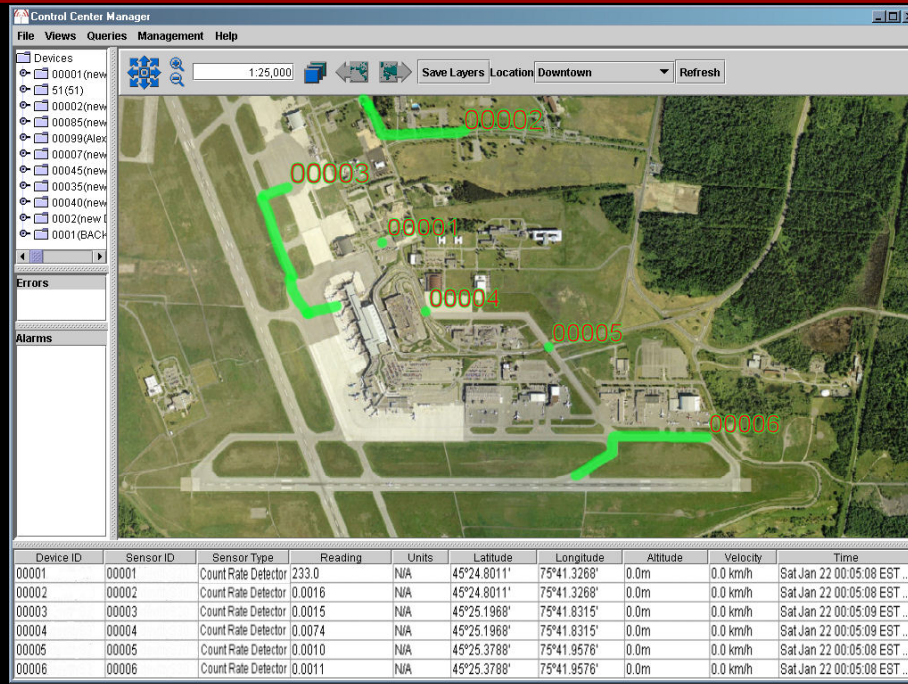 Control Center Manager
File Views Queries Management Help
Devices
00001(new
51(51)
00002(new
00085(new
00099(Alex
00007(new
00045(new
00035(new
00040(new
0002(new
0001(BACK
1:25,000 Save Layers Location Downtown Refresh
00002
00003
00001
H H
00004
00005
00006
Errors
Alarms
Device ID Sensor ID Sensor Type Reading Units Latitude Longitude Altitude Velocity Time
00001 00001 Count Rate Detector 233.0 N/A 45°24.8011' 75°41.3268' 0.0m 0.0 km/h Sat Jan 22 00:05:08 EST ...
00002 00002 Count Rate Detector 0.0016 N/A 45°24.8011' 75°41.3268' 0.0m 0.0 km/h Sat Jan 22 00:05:08 EST ...
00003 00003 Count Rate Detector 0.0015 N/A 45°25.1968' 75°41.8315' 0.0m 0.0 km/h Sat Jan 22 00:05:09 EST ...
00004 00004 Count Rate Detector 0.0074 N/A 45°25.1968' 75°41.8315' 0.0m 0.0 km/h Sat Jan 22 00:05:09 EST ...
00005 00005 Count Rate Detector 0.0010 N/A 45°25.3788' 75°41.9576' 0.0m 0.0 km/h Sat Jan 22 00:05:08 EST ...
00006 00006 Count Rate Detector 0.0011 N/A 45°25.3788' 75°41.9576' 0.0m 0.0 km/h Sat Jan 22 00:05:08 EST ...